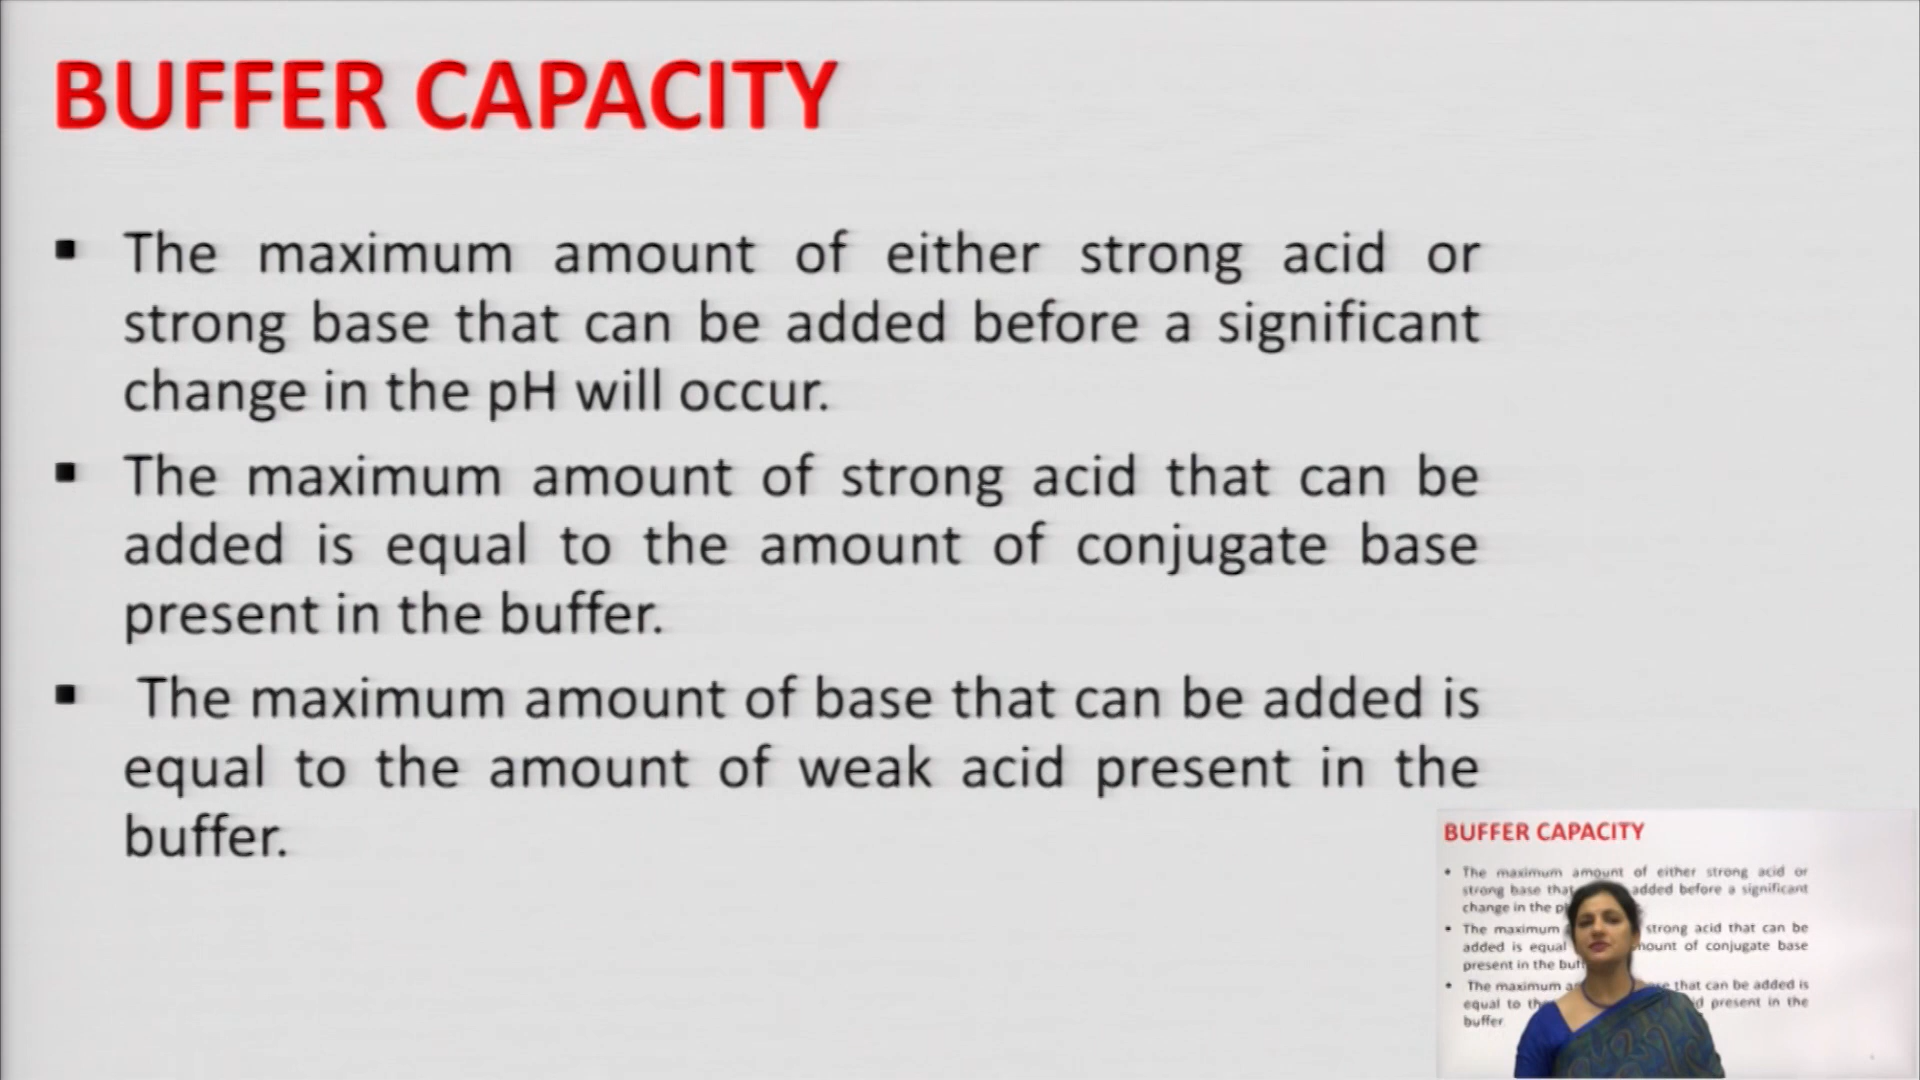 BUFFER CAPACITY
▪ The maximum amount of either strong acid or
strong base that can be added before a significant
change in the pH will occur.
▪ The maximum amount of strong acid that can be
added is equal to the amount of conjugate base
present in the buffer.
▪ The maximum amount of base that can be added is
equal to the amount of weak acid present in the
buffer.
BUFFER CAPACITY
• The maximum amount of either strong acid or
strong base added before a significant
change in the
• The maximum strong acid that can be
added is equal of conjugate base
present in the
• The maximum that can be added is
equal to present in the
buffer